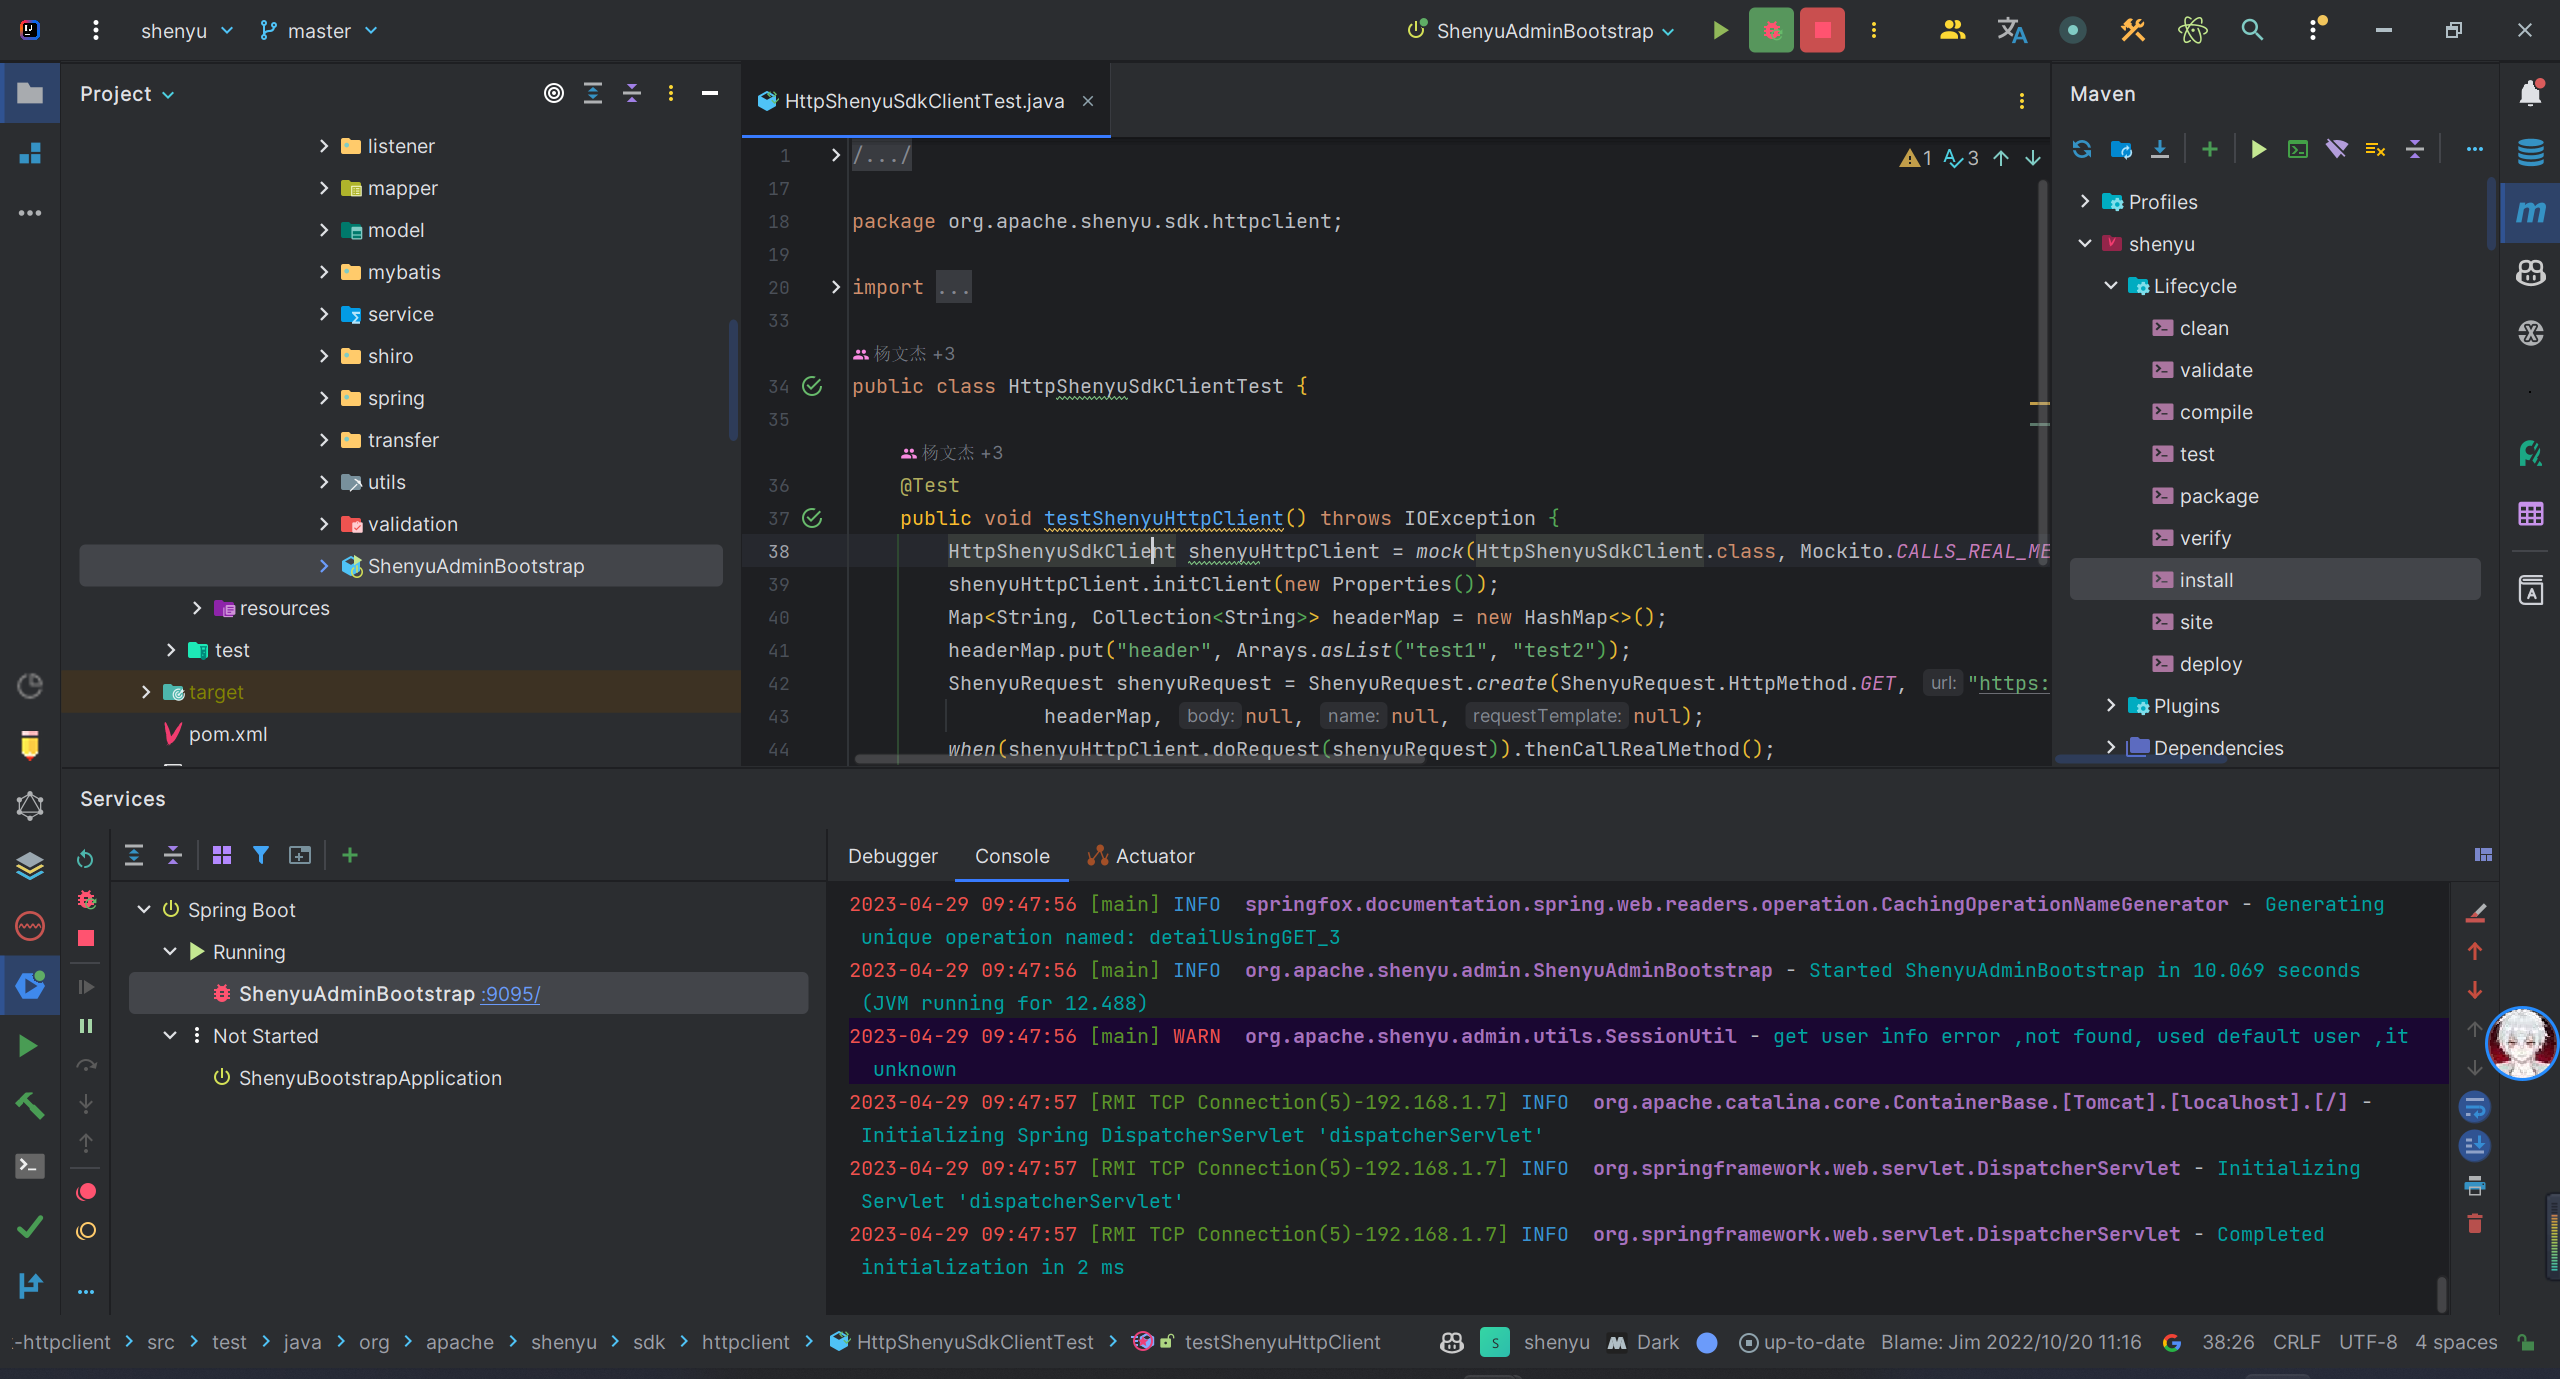 shenyu
master
ShenyuAdminBootstrap
Project
listener
mapper
model
mybatis
service
shiro
spring
transfer
utils
validation
ShenyuAdminBootstrap
resources
test
target
pom.xml
HttpShenyuSdkClientTest.java
1 /.../
17
18 package org.apache.shenyu.sdk.httpclient;
19
20 import ...
33
杨文杰 +3
34 public class HttpShenyuSdkClientTest {
35
杨文杰 +3
36 @Test
37 public void testShenyuHttpClient() throws IOException {
38 HttpShenyuSdkClient shenyuHttpClient = mock(HttpShenyuSdkClient.class, Mockito.CALLS_REAL_ME
39 shenyuHttpClient.initClient(new Properties());
40 Map<String, Collection<String>> headerMap = new HashMap<>();
41 headerMap.put("header", Arrays.asList("test1", "test2"));
42 ShenyuRequest shenyuRequest = ShenyuRequest.create(ShenyuRequest.HttpMethod.GET, url: "https:
43 headerMap, body: null, name: null, requestTemplate: null);
44 when(shenyuHttpClient.doRequest(shenyuRequest)).thenCallRealMethod();
1 3
Maven
Profiles
shenyu
Lifecycle
clean
validate
compile
test
package
verify
install
site
deploy
Plugins
Dependencies
Services
Spring Boot
Running
ShenyuAdminBootstrap :9095/
Not Started
ShenyuBootstrapApplication
Debugger
Console
Actuator
2023-04-29 09:47:56 [main] INFO springfox.documentation.spring.web.readers.operation.CachingOperationNameGenerator - Generating
unique operation named: detailUsingGET_3
2023-04-29 09:47:56 [main] INFO org.apache.shenyu.admin.ShenyuAdminBootstrap - Started ShenyuAdminBootstrap in 10.069 seconds
(JVM running for 12.488)
2023-04-29 09:47:56 [main] WARN org.apache.shenyu.admin.utils.SessionUtil - get user info error ,not found, used default user ,it
unknown
2023-04-29 09:47:57 [RMI TCP Connection(5)-192.168.1.7] INFO org.apache.catalina.core.ContainerBase.[Tomcat].[localhost].[/] -
Initializing Spring DispatcherServlet 'dispatcherServlet'
2023-04-29 09:47:57 [RMI TCP Connection(5)-192.168.1.7] INFO org.springframework.web.servlet.DispatcherServlet - Initializing
Servlet 'dispatcherServlet'
2023-04-29 09:47:57 [RMI TCP Connection(5)-192.168.1.7] INFO org.springframework.web.servlet.DispatcherServlet - Completed
initialization in 2 ms
-httpclient > src > test > java > org > apache > shenyu > sdk > httpclient > HttpShenyuSdkClientTest > testShenyuHttpClient
S shenyu Dark up-to-date Blame: Jim 2022/10/20 11:16 38:26 CRLF UTF-8 4 spaces